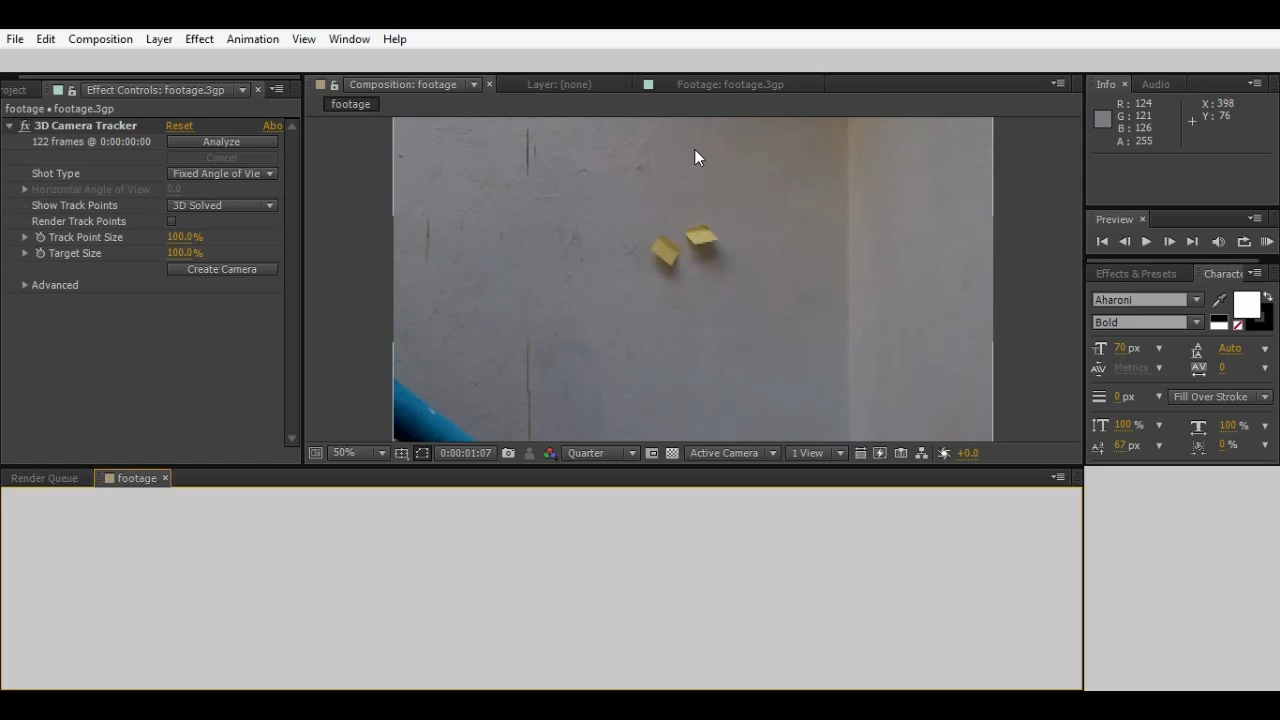 File Edit Composition Layer Effect Animation View Window Help
roject Effect Controls: footage.3gp
footage • footage.3gp
fx 3D Camera Tracker Reset Abo
122 frames @ 0:00:00:00 Analyze
Cancel
Shot Type Fixed Angle of Vie
Horizontal Angle of View 0.0
Show Track Points 3D Solved
Render Track Points
Track Point Size 100.0%
Target Size 100.0%
Create Camera
Advanced
Composition: footage Layer: (none) Footage: footage.3gp
footage
50% 0:00:01:07 Quarter Active Camera 1 View +0.0
Info Audio
R: 124 X: 398
G: 121 Y: 76
B: 126
A: 255
Preview
Effects & Presets Characte
Aharoni
Bold
70 px Auto
Metrics 0
0 px Fill Over Stroke
100 % 100 %
67 px 0 %
Render Queue footage